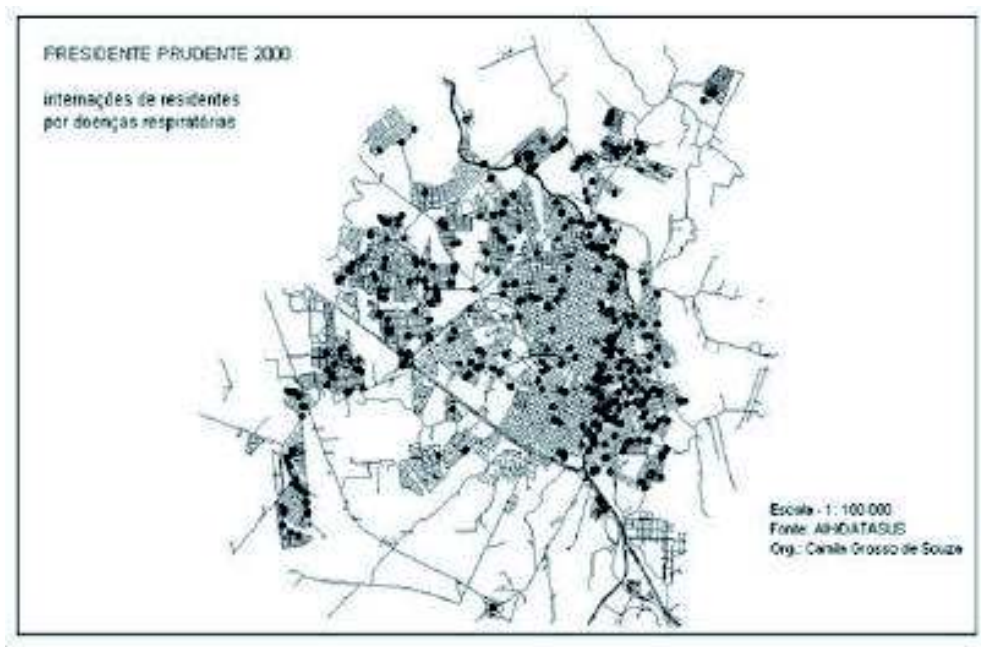 PRESIDENTE PRUDENTE 2000
internações de residentes
por doenças respiratórias
Escala - 1: 100 000
Fonte: AIH/DATASUS
Org.: Camila Grosso de Souza